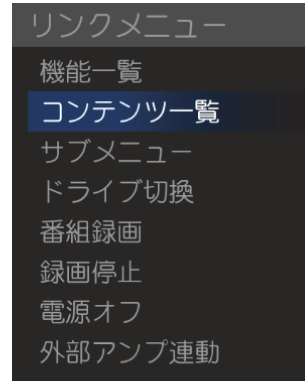 リンクメニュー
機能一覧
コンテンツ一覧
サブメニュー
ドライブ切換
番組録画
録画停止
電源オフ
外部アンプ連動